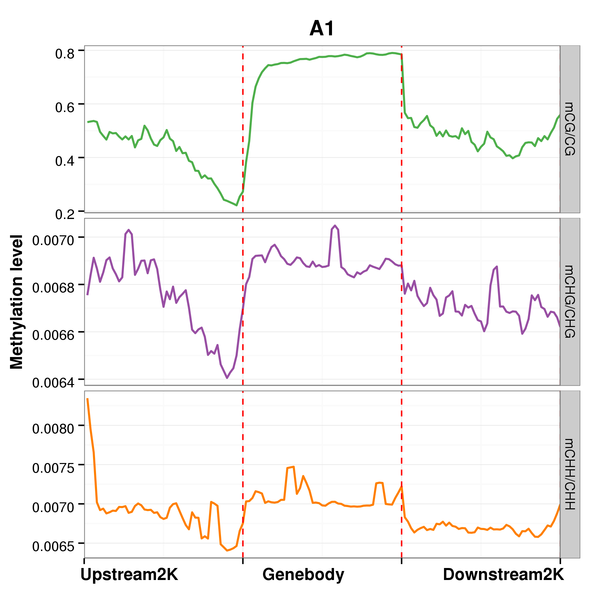 A1
Methylation level
0.8
0.6
0.4
0.2
mCG/CG
0.0070
0.0068
0.0066
0.0064
mCHG/CHG
0.0080
0.0075
0.0070
0.0065
mCHH/CHH
Upstream2K Genebody Downstream2K